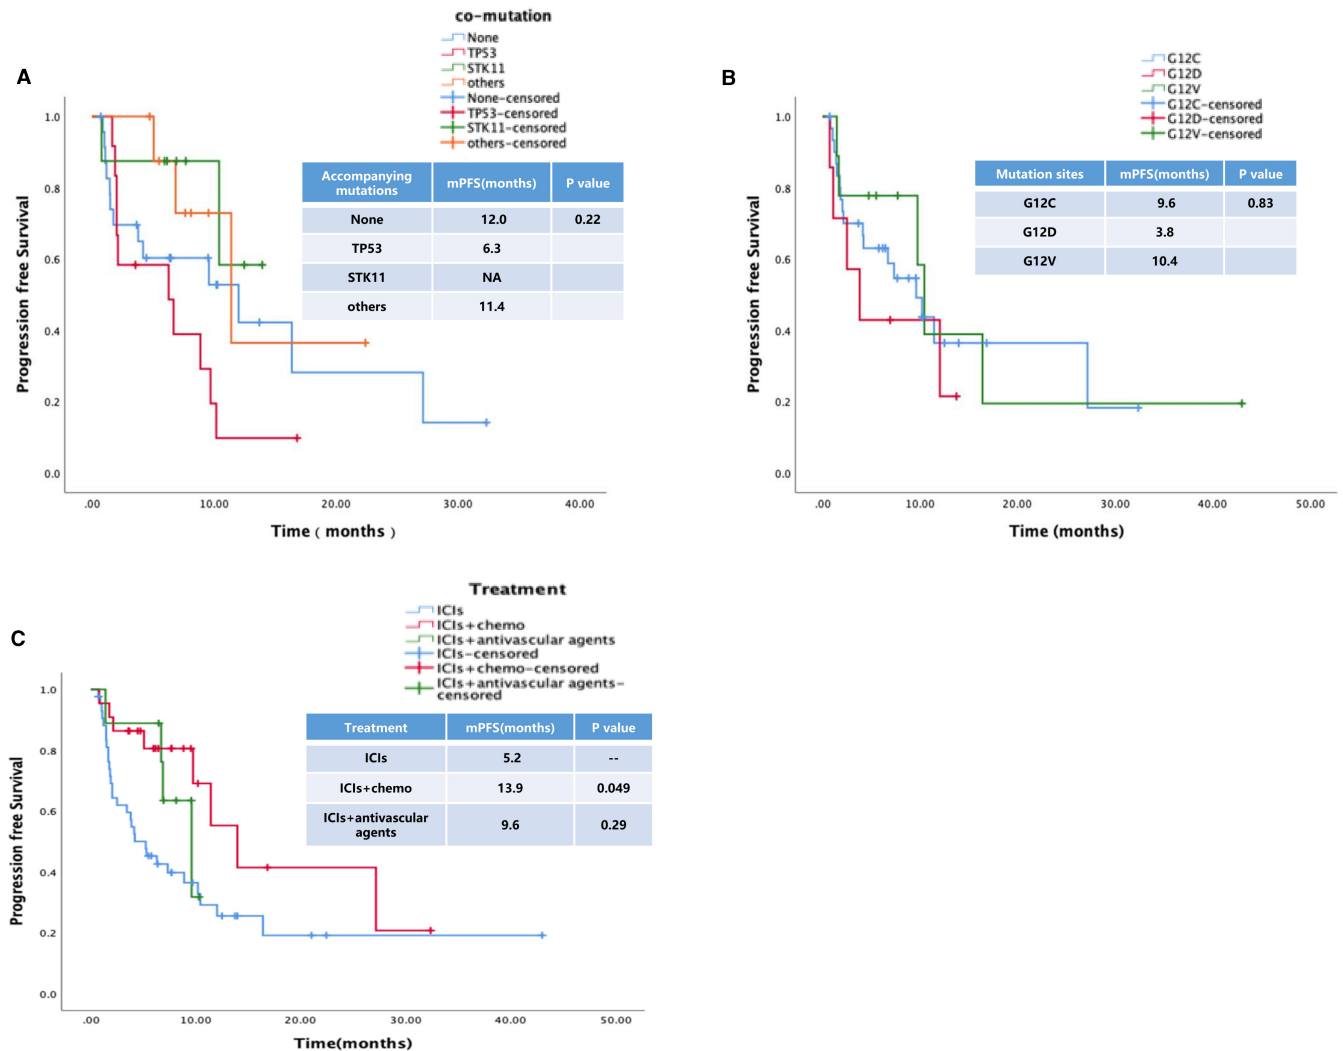 co-mutation
None
TP53
STK11
others
None-censored
TP53-censored
STK11-censored
others-censored
A
1.0
0.8
0.6
0.4
0.2
0.0
Progression free Survival
.00 10.00 20.00 30.00 40.00
Time ( months )
Accompanying mutations mPFS(months) P value
None 12.0 0.22
TP53 6.3
STK11 NA
others 11.4
B
G12C
G12D
G12V
G12C-censored
G12D-censored
G12V-censored
1.0
0.8
0.6
0.4
0.2
0.0
Progression free Survival
.00 10.00 20.00 30.00 40.00 50.00
Time (months)
Mutation sites mPFS(months) P value
G12C 9.6 0.83
G12D 3.8
G12V 10.4
C
Treatment
ICIs
ICIs+chemo
ICIs+antivascular agents
ICIs-censored
ICIs+chemo-censored
ICIs+antivascular agents-
censored
1.0
0.8
0.6
0.4
0.2
0.0
Progression free Survival
.00 10.00 20.00 30.00 40.00 50.00
Time(months)
Treatment mPFS(months) P value
ICIs 5.2 --
ICIs+chemo 13.9 0.049
ICIs+antivascular agents 9.6 0.29